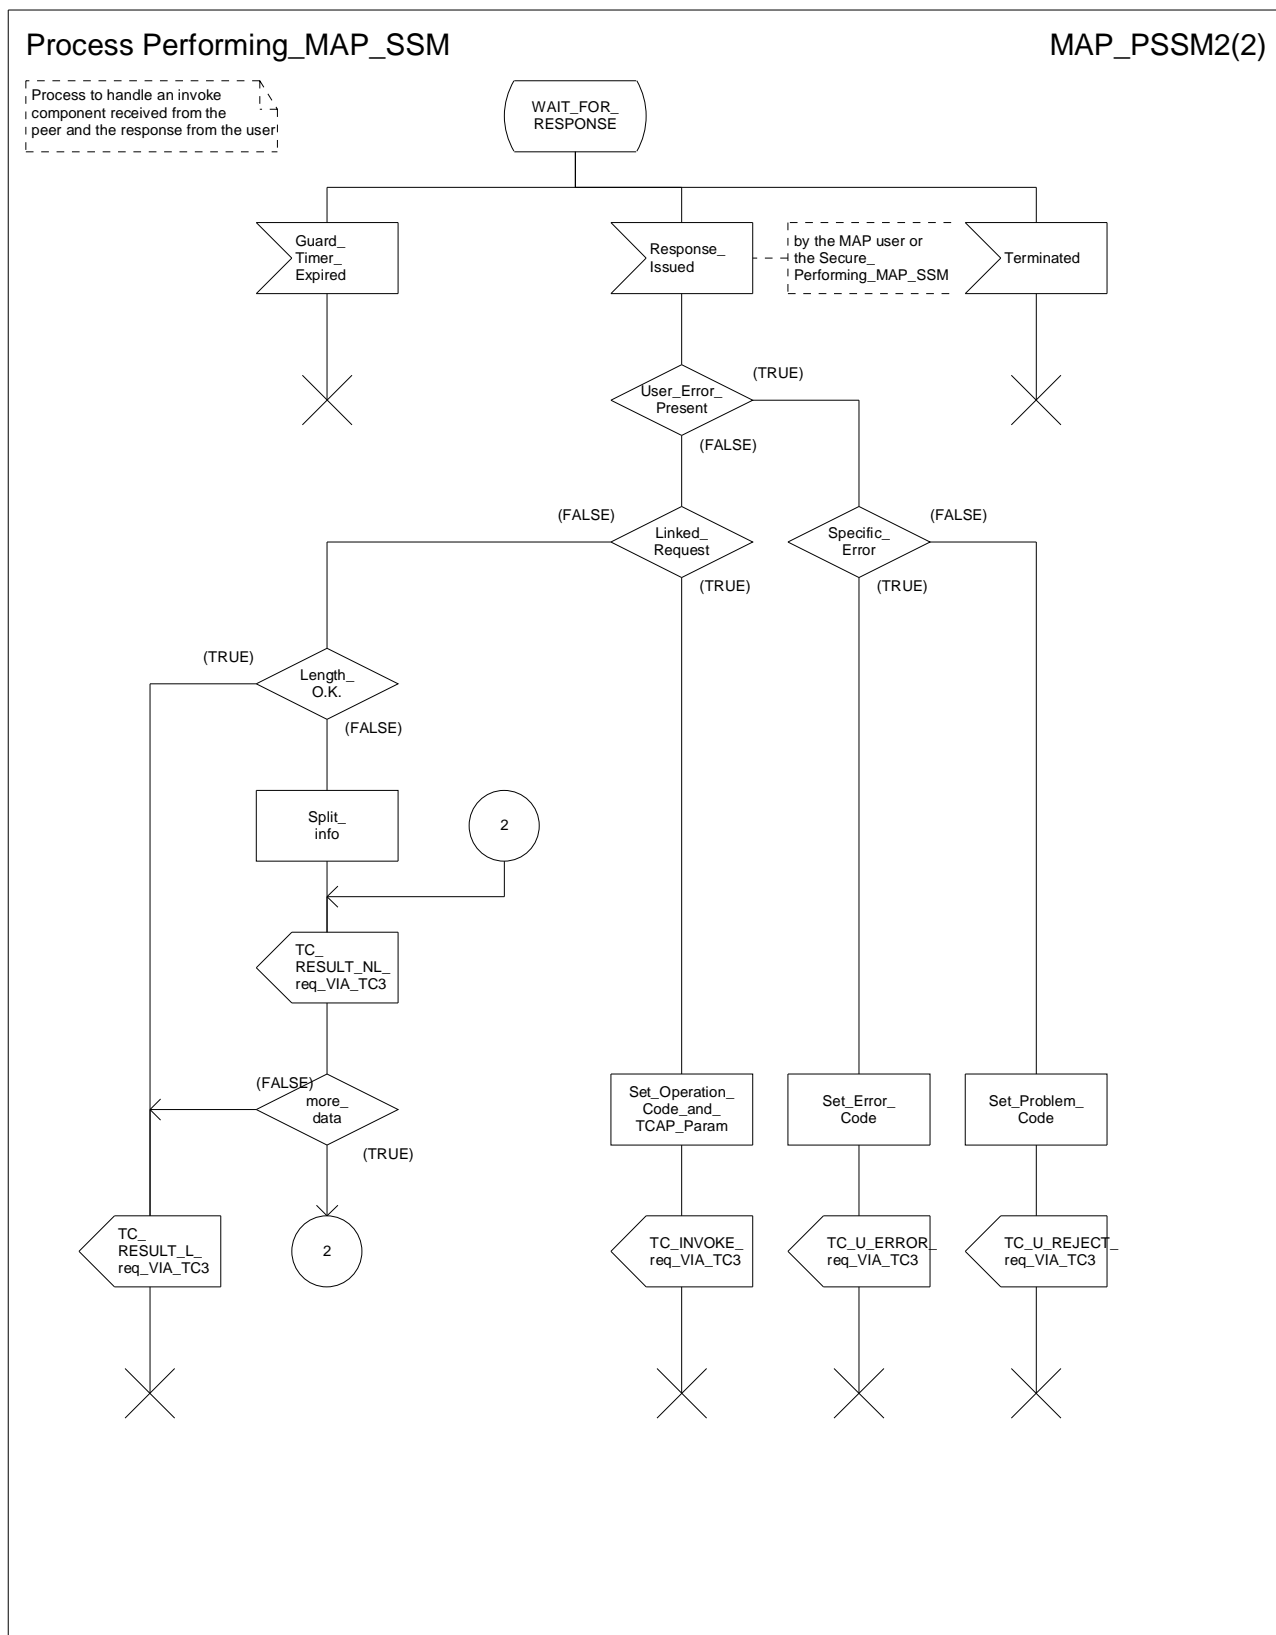 Process Performing_MAP_SSM
MAP_PSSM2(2)
Process to handle an invoke
component received from the
peer and the response from the user
WAIT_FOR_
RESPONSE
Guard_
Timer_
Expired
Response_
Issued
by the MAP user or
the Secure_
Performing_MAP_SSM
Terminated
User_Error_
Present
(TRUE)
(FALSE)
(FALSE)
Linked_
Request
(TRUE)
Specific_
Error
(FALSE)
(TRUE)
(TRUE)
Length_
O.K.
(FALSE)
Split_
info
2
TC_
RESULT_NL_
req_VIA_TC3
(FALSE)
more_
data
(TRUE)
Set_Operation_
Code_and_
TCAP_Param
Set_Error_
Code
Set_Problem_
Code
TC_
RESULT_L_
req_VIA_TC3
2
TC_INVOKE_
req_VIA_TC3
TC_U_ERROR_
req_VIA_TC3
TC_U_REJECT_
req_VIA_TC3